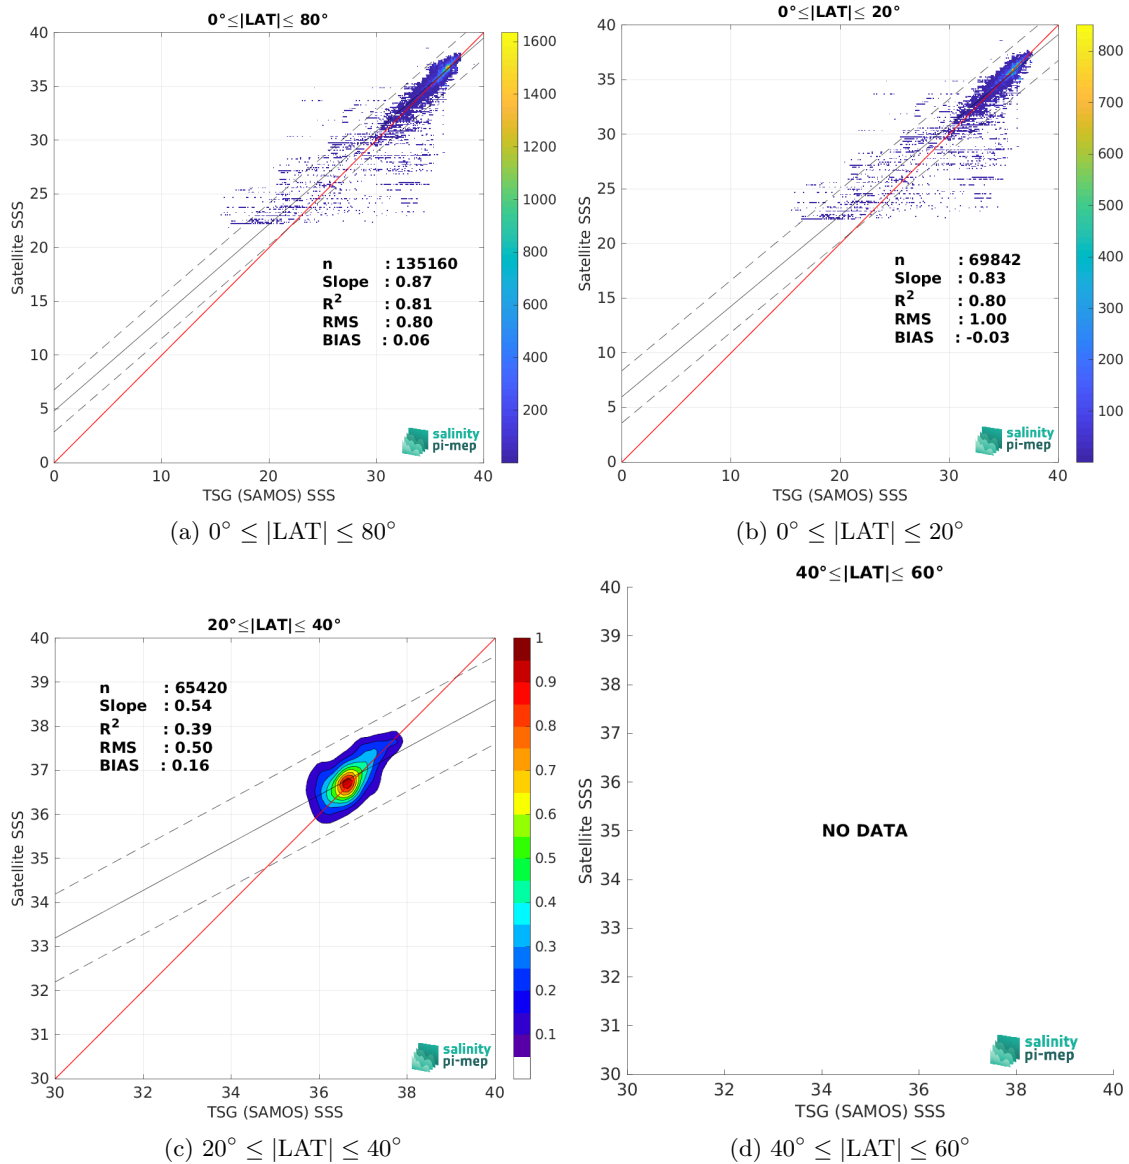 0°≤|LAT|≤ 80°
40
35
30
25
20
15
10
5
0
Satellite SSS
n : 135160
Slope : 0.87
R² : 0.81
RMS : 0.80
BIAS : 0.06
salinity
pi-mep
0 10 20 30 40
TSG (SAMOS) SSS
1600
1400
1200
1000
800
600
400
200
(a) 0° ≤ |LAT| ≤ 80°
0°≤|LAT|≤ 20°
40
35
30
25
20
15
10
5
0
Satellite SSS
n : 69842
Slope : 0.83
R² : 0.80
RMS : 1.00
BIAS : -0.03
salinity
pi-mep
0 10 20 30 40
TSG (SAMOS) SSS
800
700
600
500
400
300
200
100
(b) 0° ≤ |LAT| ≤ 20°
20°≤|LAT|≤ 40°
40
39
38
37
36
35
34
33
32
31
30
Satellite SSS
n : 65420
Slope : 0.54
R² : 0.39
RMS : 0.50
BIAS : 0.16
salinity
pi-mep
30 32 34 36 38 40
TSG (SAMOS) SSS
1
0.9
0.8
0.7
0.6
0.5
0.4
0.3
0.2
0.1
(c) 20° ≤ |LAT| ≤ 40°
40°≤|LAT|≤ 60°
40
39
38
37
36
35
34
33
32
31
30
Satellite SSS
NO DATA
salinity
pi-mep
30 32 34 36 38 40
TSG (SAMOS) SSS
(d) 40° ≤ |LAT| ≤ 60°